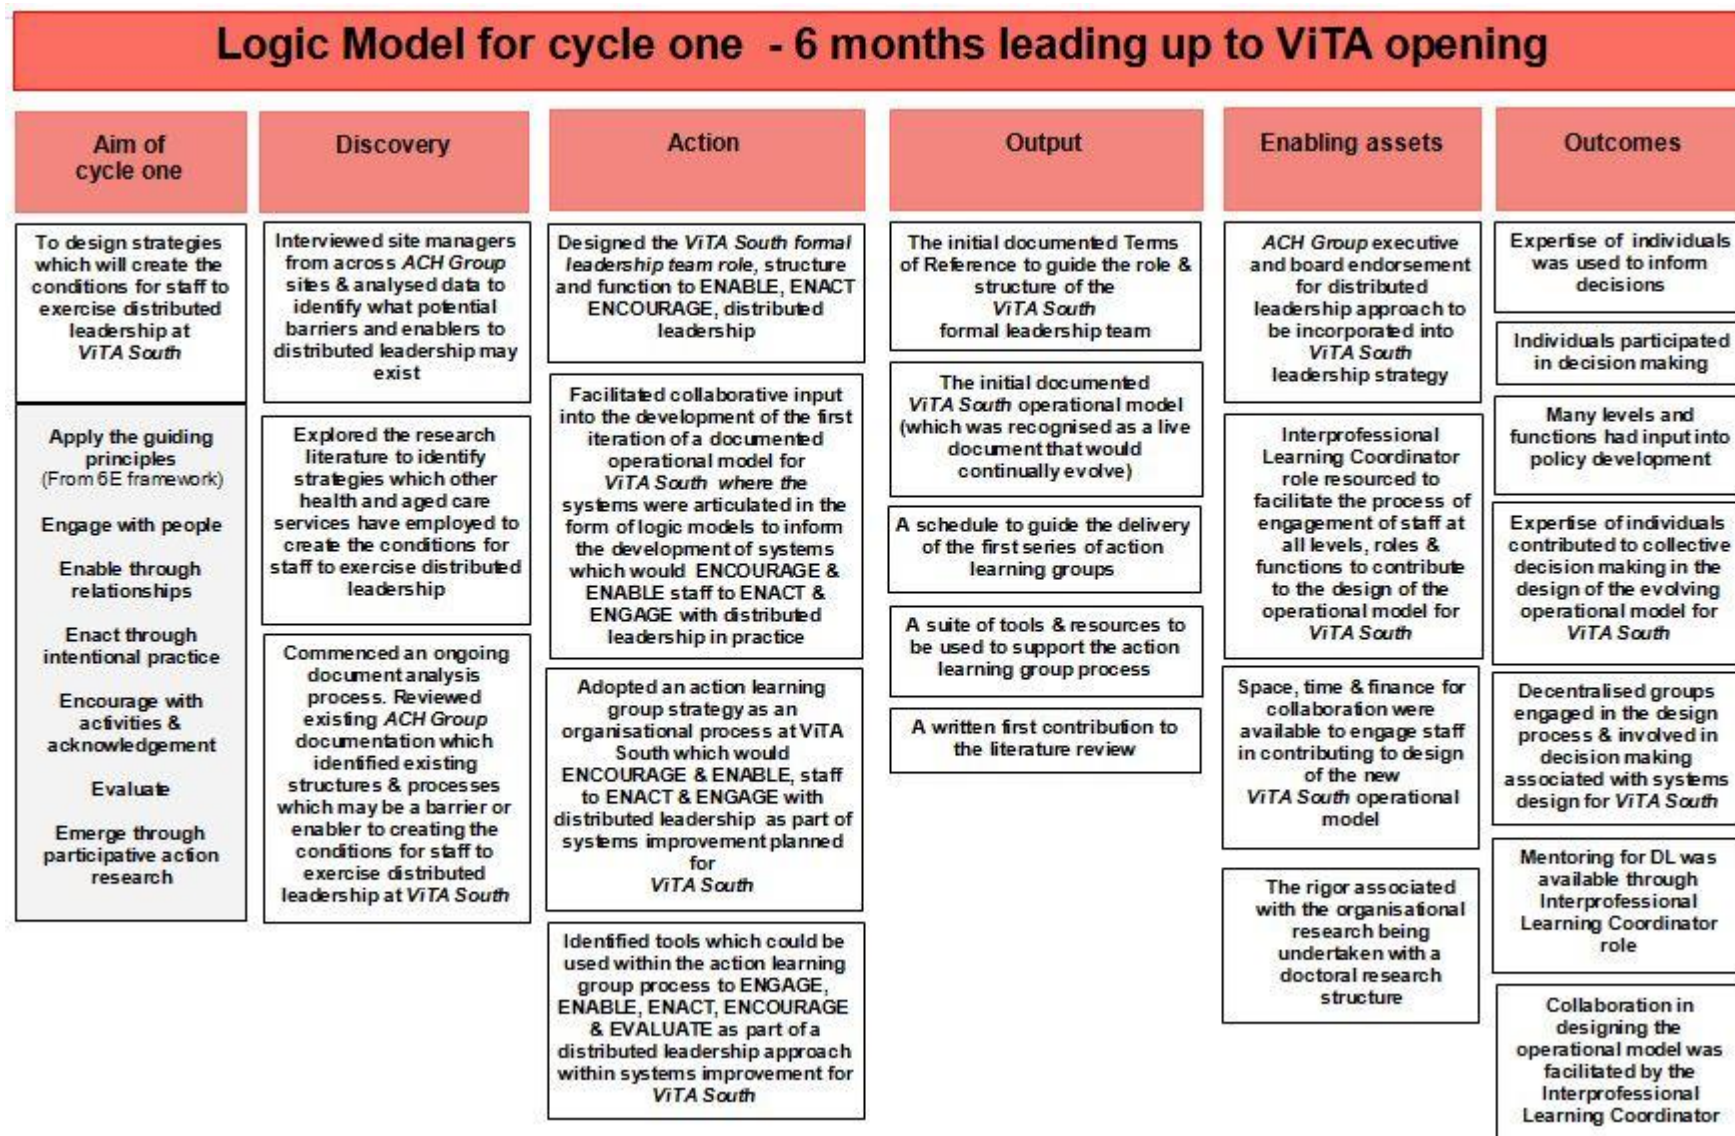 Logic Model for cycle one - 6 months leading up to ViTA opening
Aim of
cycle one
To design strategies
which will create the
conditions for staff to
exercise distributed
leadership at
ViTA South
Apply the guiding
principles
(From 6E framework)
Engage with people
Enable through
relationships
Enact through
intentional practice
Encourage with
activities &
acknowledgement
Evaluate
Emerge through
participative action
research
Discovery
Interviewed site managers
from across ACH Group
sites & analysed data to
identify what potential
barriers and enablers to
distributed leadership may
exist
Explored the research
literature to identify
strategies which other
health and aged care
services have employed to
create the conditions for
staff to exercise distributed
leadership
Commenced an ongoing
document analysis
process. Reviewed
existing ACH Group
documentation which
identified existing
structures & processes
which may be a barrier or
enabler to creating the
conditions for staff to
exercise distributed
leadership at ViTA South
Action
Designed the ViTA South formal
leadership team role, structure
and function to ENABLE, ENACT
ENCOURAGE, distributed
leadership
Facilitated collaborative input
into the development of the first
iteration of a documented
operational model for
ViTA South where the
systems were articulated in the
form of logic models to inform
the development of systems
which would ENCOURAGE &
ENABLE staff to ENACT &
ENGAGE with distributed
leadership in practice
Adopted an action learning
group strategy as an
organisational process at ViTA
South which would
ENCOURAGE & ENABLE, staff
to ENACT & ENGAGE with
distributed leadership as part of
systems improvement planned
for
ViTA South
Identified tools which could be
used within the action learning
group process to ENGAGE,
ENABLE, ENACT, ENCOURAGE
& EVALUATE as part of a
distributed leadership approach
within systems improvement for
ViTA South
Output
The initial documented Terms
of Reference to guide the role &
structure of the
ViTA South
formal leadership team
The initial documented
ViTA South operational model
(which was recognised as a live
document that would
continually evolve)
A schedule to guide the delivery
of the first series of action
learning groups
A suite of tools & resources to
be used to support the action
learning group process
A written first contribution to
the literature review
Enabling assets
ACH Group executive
and board endorsement
for distributed
leadership approach to
be incorporated into
ViTA South
leadership strategy
Interprofessional
Learning Coordinator
role resourced to
facilitate the process of
engagement of staff at
all levels, roles &
functions to contribute
to the design of the
operational model for
ViTA South
Space, time & finance for
collaboration were
available to engage staff
in contributing to design
of the new
ViTA South operational
model
The rigor associated
with the organisational
research being
undertaken with a
doctoral research
structure
Outcomes
Expertise of individuals
was used to inform
decisions
Individuals participated
in decision making
Many levels and
functions had input into
policy development
Expertise of individuals
contributed to collective
decision making in the
design of the evolving
operational model for
ViTA South
Decentralised groups
engaged in the design
process & involved in
decision making
associated with systems
design for ViTA South
Mentoring for DL was
available through
Interprofessional
Learning Coordinator
role
Collaboration in
designing the
operational model was
facilitated by the
Interprofessional
Learning Coordinator